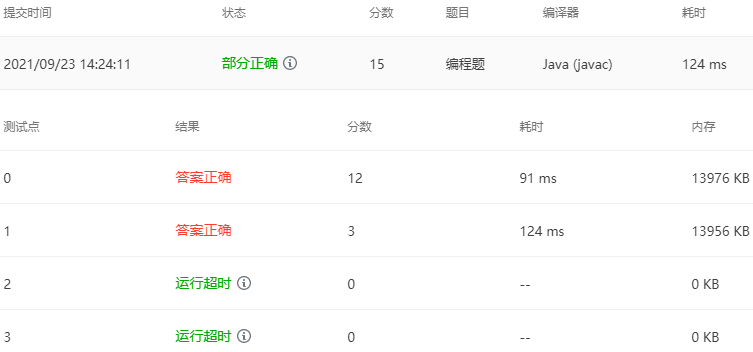 提交时间 状态 分数 题目 编译器 耗时
2021/09/23 14:24:11 部分正确 15 编程题 Java (javac) 124 ms
测试点 结果 分数 耗时 内存
0 答案正确 12 91 ms 13976 KB
1 答案正确 3 124 ms 13956 KB
2 运行超时 0 -- 0 KB
3 运行超时 0 -- 0 KB